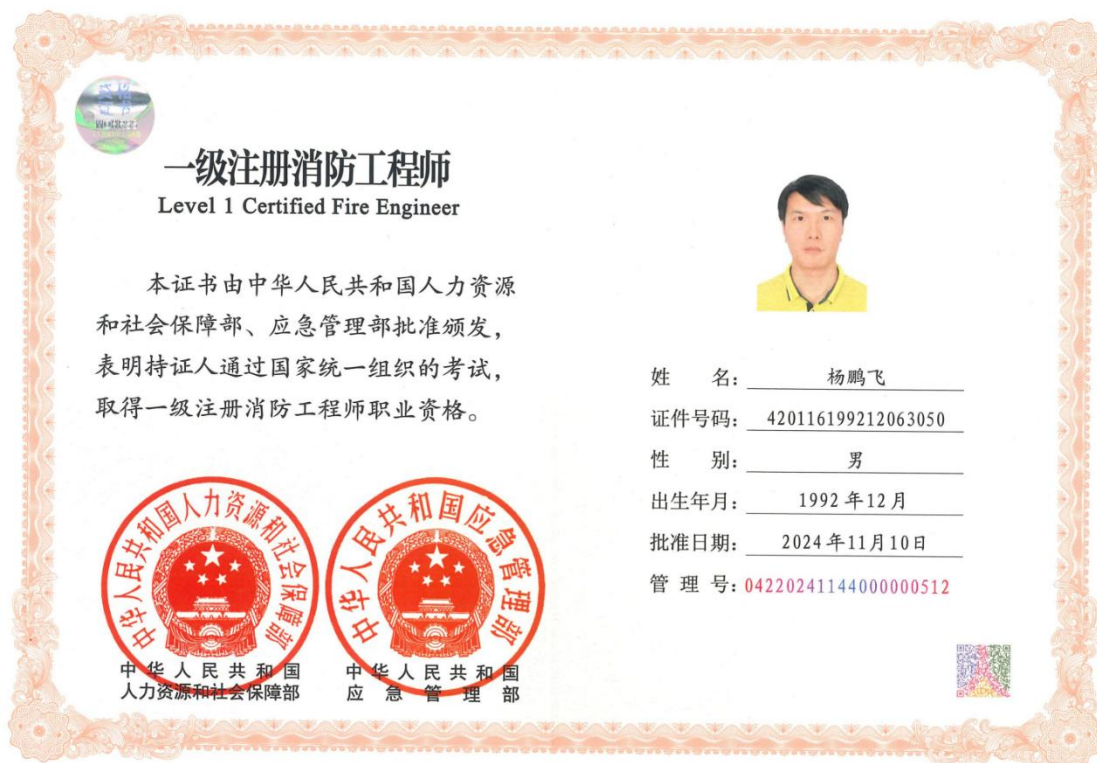 一级注册消防工程师
Level 1 Certified Fire Engineer
本证书由中华人民共和国人力资源
和社会保障部、应急管理部批准颁发，
表明持证人通过国家统一组织的考试，
取得一级注册消防工程师职业资格。
中华人民共和国人力资源和社会保障部
中华人民共和国
人力资源和社会保障部
中华人民共和国应急管理部
中华人民共和国
应急管理部
姓名：杨鹏飞
证件号码：420116199212063050
性别：男
出生年月：1992年12月
批准日期：2024年11月10日
管理号：04220241144000000512